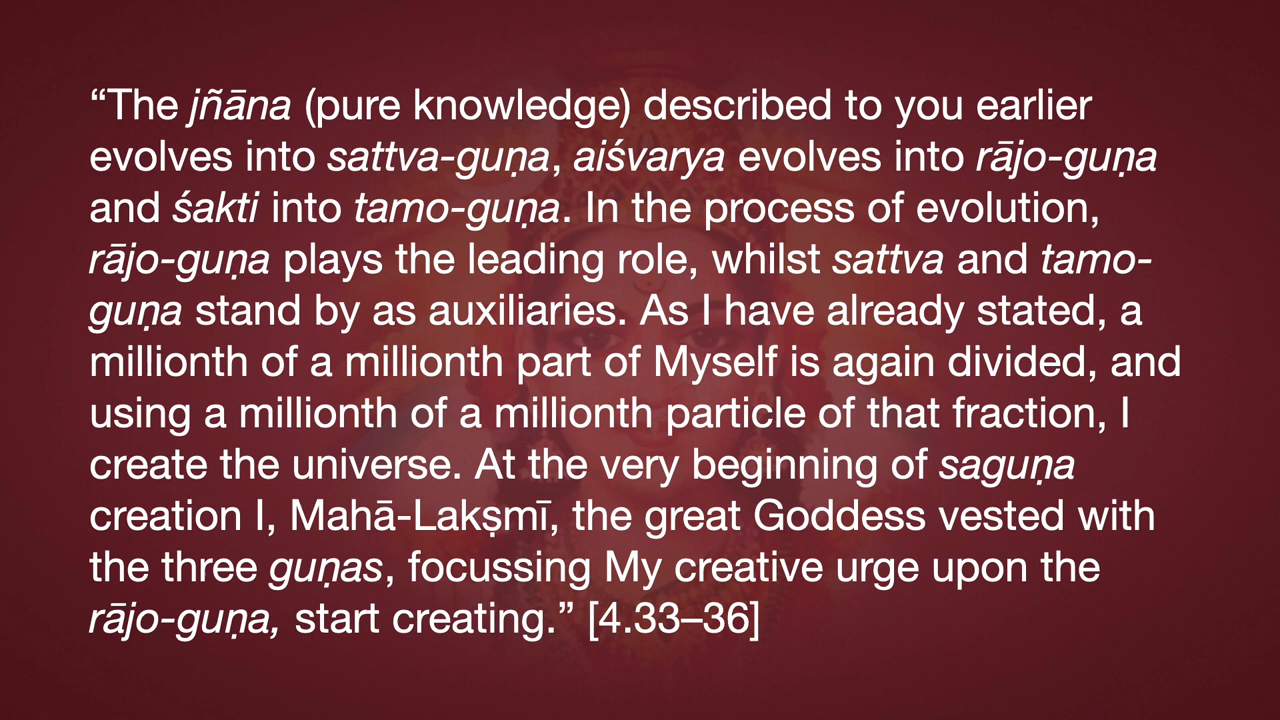 “The jñāna (pure knowledge) described to you earlier
evolves into sattva-guṇa, aiśvarya evolves into rājo-guṇa
and śakti into tamo-guṇa. In the process of evolution,
rājo-guṇa plays the leading role, whilst sattva and tamo-
guṇa stand by as auxiliaries. As I have already stated, a
millionth of a millionth part of Myself is again divided, and
using a millionth of a millionth particle of that fraction, I
create the universe. At the very beginning of saguṇa
creation I, Mahā-Lakṣmī, the great Goddess vested with
the three guṇas, focussing My creative urge upon the
rājo-guṇa, start creating.” [4.33–36]